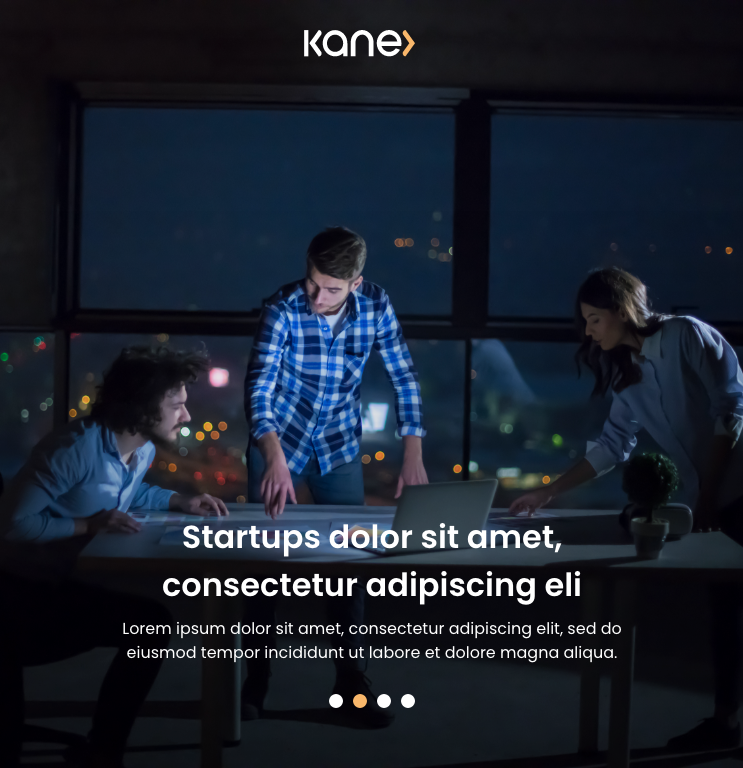 Kane
Startups dolor sit amet,
consectetur adipiscing eli
Lorem ipsum dolor sit amet, consectetur adipiscing elit, sed do
eiusmod tempor incididunt ut labore et dolore magna aliqua.